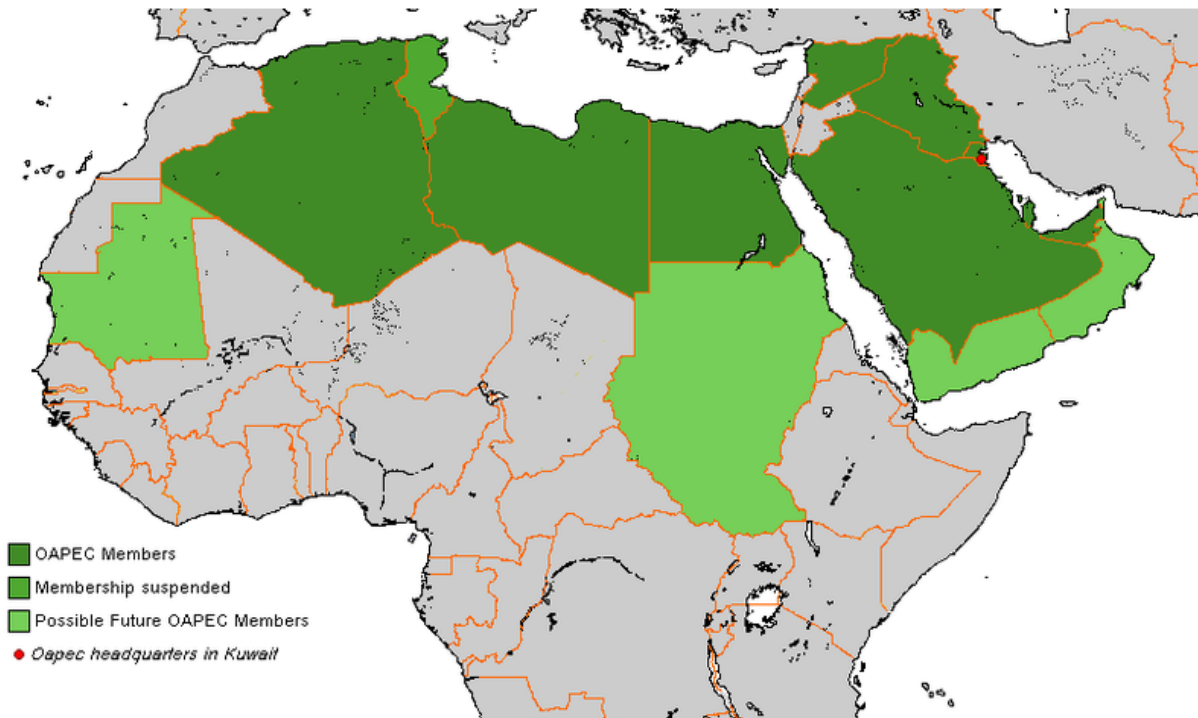 OAPEC Members
Membership suspended
Possible Future OAPEC Members
Oapec headquarters in Kuwait